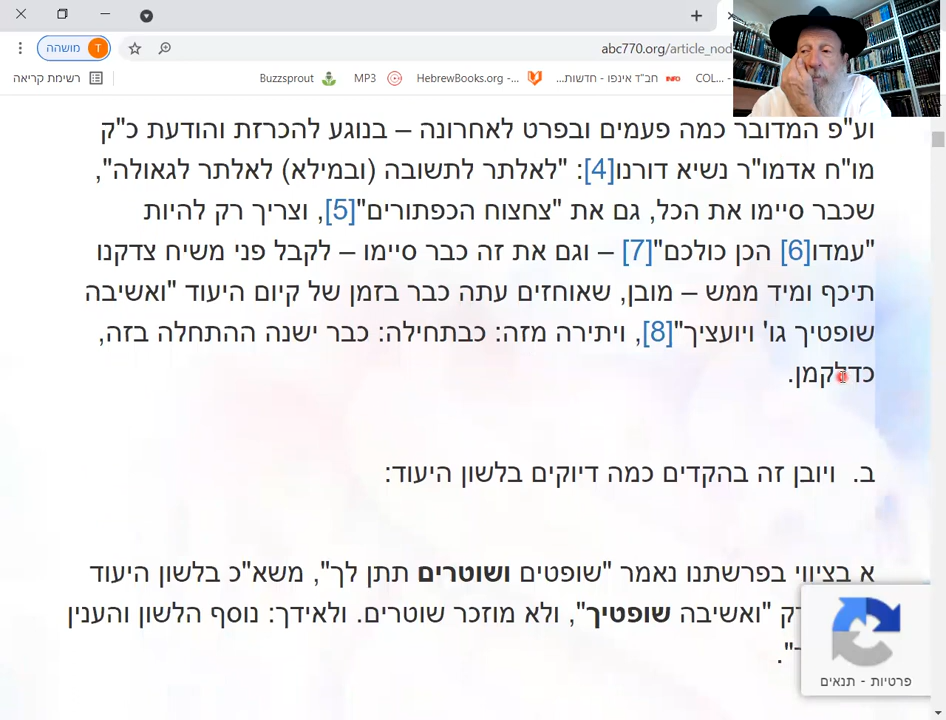 abc770.org/article_nod
מושהה
T
רשימת קריאה
Buzzsprout
MP3
HebrewBooks.org -...
חב"ד אינפו - חדשות...
COL...
וע"פ המדובר כמה פעמים ובפרט לאחרונה – בנוגע להכרזת והודעת כ"ק
מו"ח אדמו"ר נשיא דורנו[4]: "לאלתר לתשובה (ובמילא) לאלתר לגאולה",
שכבר סיימו את הכל, גם את "צחצוח הכפתורים"[5], וצריך רק להיות
"עמדו[6] הכן כולכם"[7] – וגם את זה כבר סיימו – לקבל פני משיח צדקנו
תיכף ומיד ממש – מובן, שאוחזים עתה כבר בזמן של קיום היעוד "ואשיבה
שופטיך גו' ויועציך"[8], ויתירה מזה: כבתחילה: כבר ישנה ההתחלה בזה,
כדלקמן.
ב. ויובן זה בהקדים כמה דיוקים בלשון היעוד:
א בציווי בפרשתנו נאמר "שופטים ושוטרים תתן לך", משא"כ בלשון היעוד
"ואשיבה שופטיך", ולא מוזכר שוטרים. ולאידך: נוסף הלשון והענין
פרטיות - תנאים